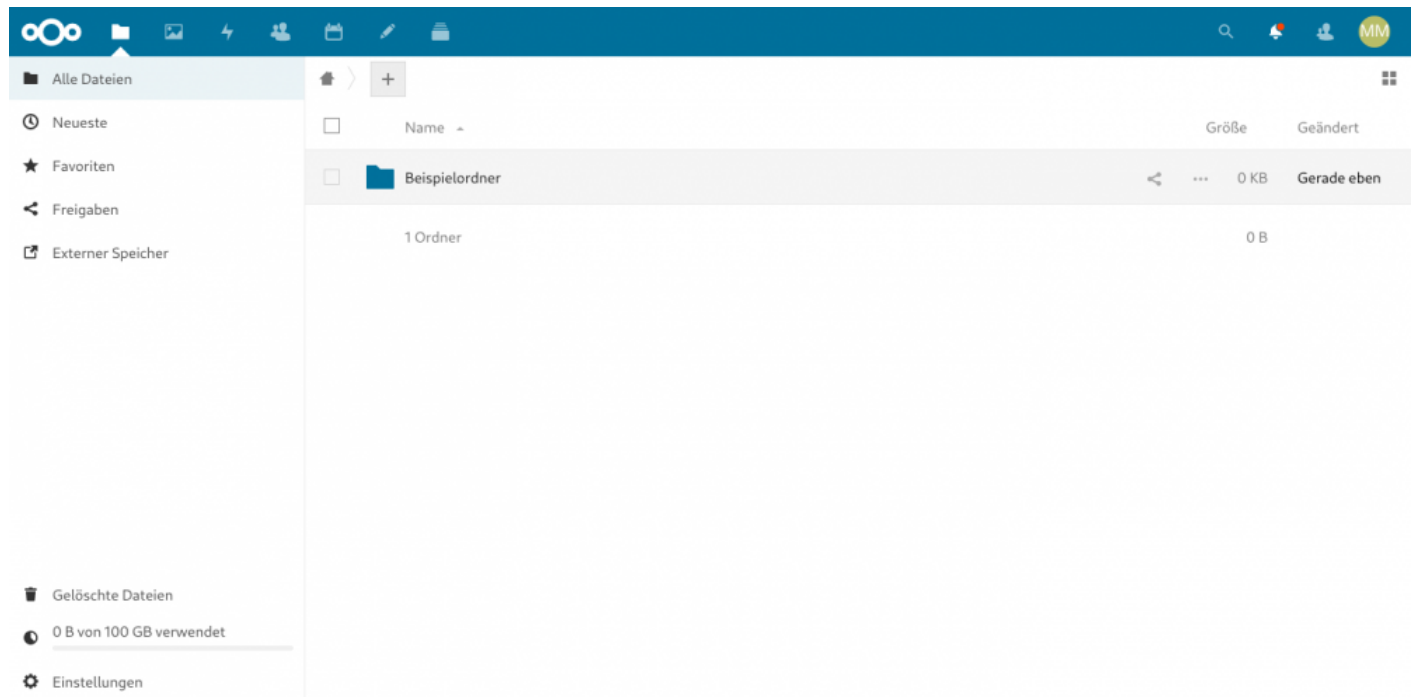 MM
Alle Dateien
Neueste
Favoriten
Freigaben
Externer Speicher
Name Größe Geändert
Beispielordner 0 KB Gerade eben
1 Ordner 0 B
Gelöschte Dateien
0 B von 100 GB verwendet
Einstellungen